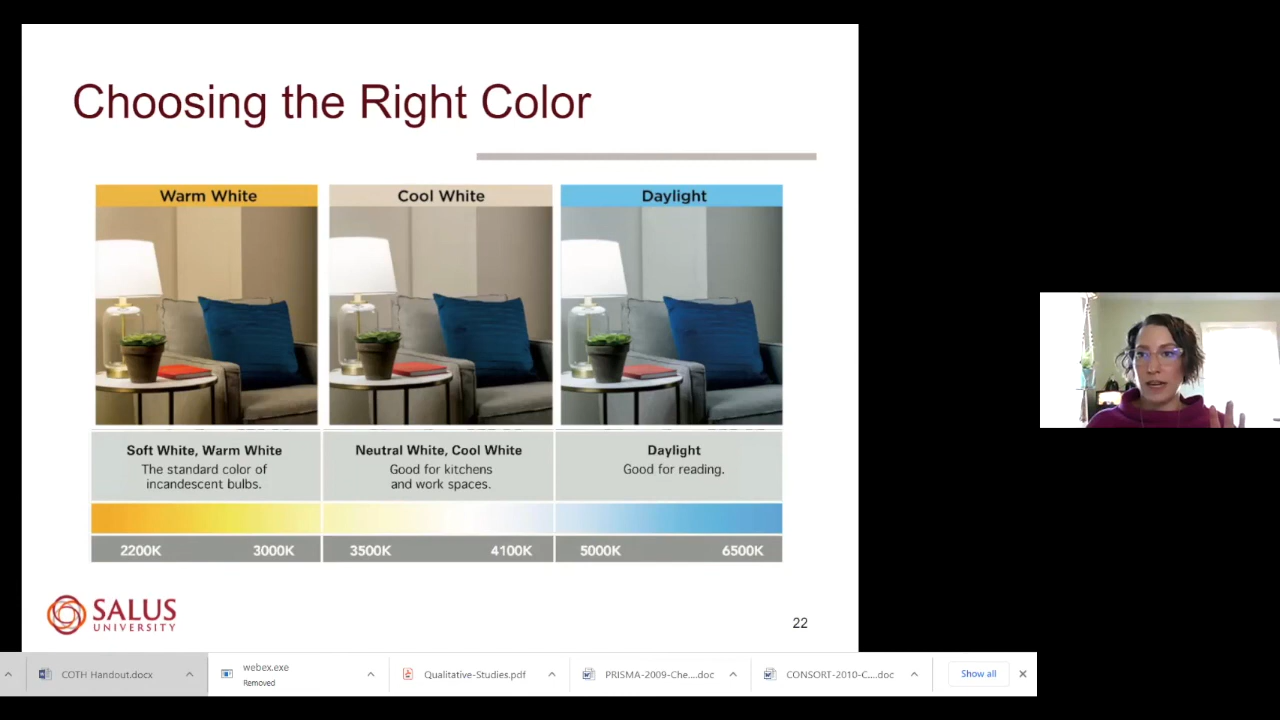 Choosing the Right Color
Warm White
Cool White
Daylight
Soft White, Warm White
The standard color of
incandescent bulbs.
Neutral White, Cool White
Good for kitchens
and work spaces.
Daylight
Good for reading.
2200K
3000K
3500K
4100K
5000K
6500K
SALUS
UNIVERSITY
22
COTH Handout.docx
webex.exe
Removed
Qualitative-Studies.pdf
PRISMA-2009-Che....doc
CONSORT-2010-C....doc
Show all